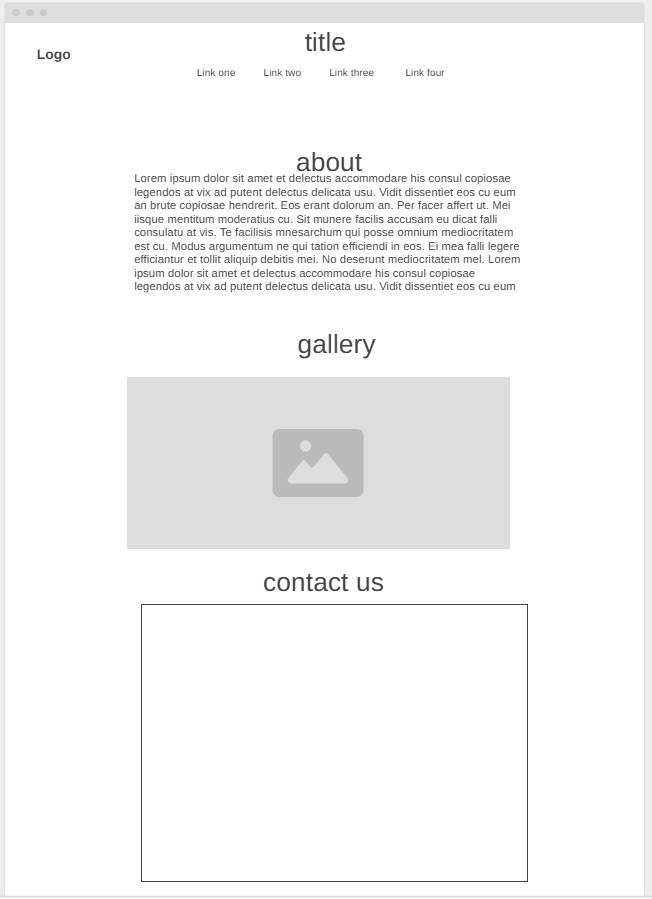 title
Logo
Link one Link two Link three Link four
about
Lorem ipsum dolor sit amet et delectus accommodare his consul copiosae
legendos at vix ad putent delectus delicata usu. Vidit dissentiet eos cu eum
an brute copiosae hendrerit. Eos erant dolorum an. Per facer affert ut. Mei
iisque mentitum moderatius cu. Sit munere facilis accusam eu dicat falli
consulatu at vis. Te facilisis mnesarchum qui posse omnium mediocritatem
est cu. Modus argumentum ne qui tation efficiendi in eos. Ei mea falli legere
efficiantur et tollit aliquip debitis mei. No deserunt mediocritatem mel. Lorem
ipsum dolor sit amet et delectus accommodare his consul copiosae
legendos at vix ad putent delectus delicata usu. Vidit dissentiet eos cu eum
gallery
contact us